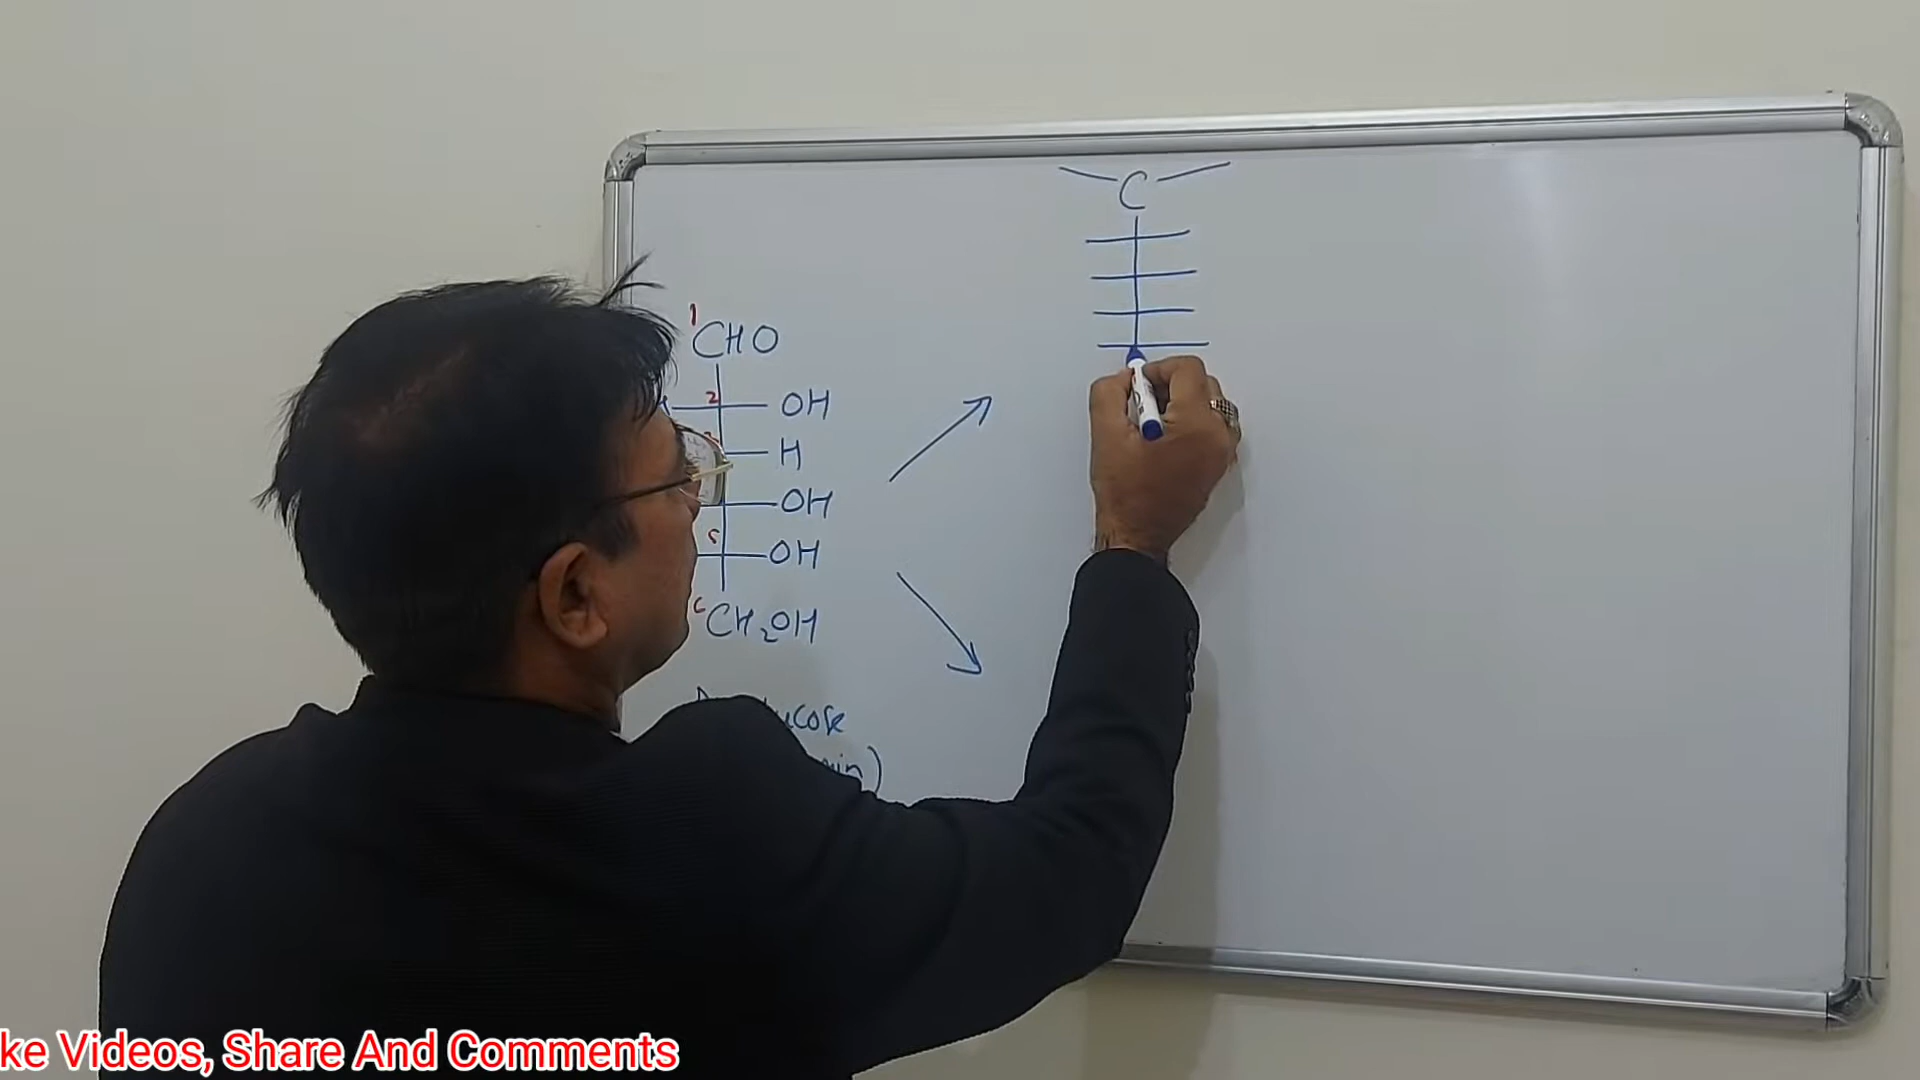 C
1
CHO
2
OH
H
OH
5
OH
6
CH2OH
ke Videos, Share And Comments